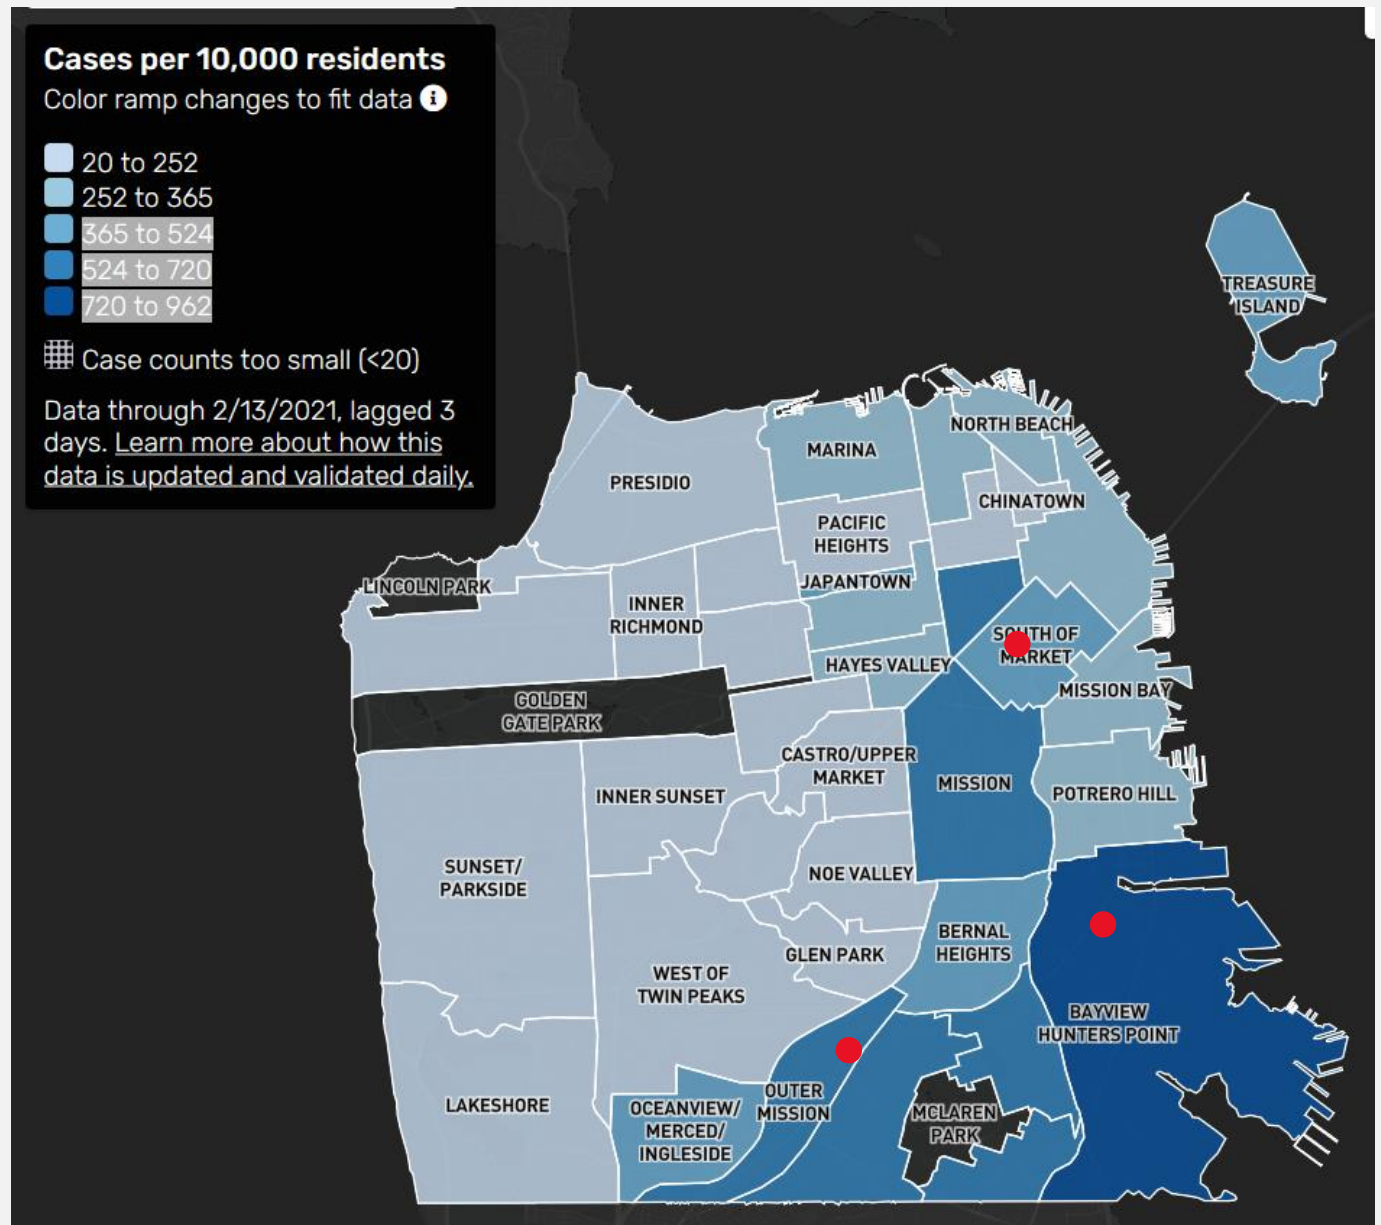 Cases per 10,000 residents
Color ramp changes to fit data
20 to 252
252 to 365
365 to 524
524 to 720
720 to 962
Case counts too small (<20)
Data through 2/13/2021, lagged 3
days. Learn more about how this
data is updated and validated daily.
TREASURE
ISLAND
NORTH BEACH
MARINA
PRESIDIO
CHINATOWN
PACIFIC
HEIGHTS
JAPANTOWN
LINCOLN PARK
INNER
RICHMOND
SOUTH OF
MARKET
HAYES VALLEY
MISSION BAY
GOLDEN
GATE PARK
CASTRO/UPPER
MARKET
MISSION
POTRERO HILL
INNER SUNSET
SUNSET/
PARKSIDE
NOE VALLEY
BERNAL
HEIGHTS
GLEN PARK
WEST OF
TWIN PEAKS
BAYVIEW
HUNTERS POINT
LAKESHORE
OUTER
MISSION
OCEANVIEW/
MERCED/
INGLESIDE
MCLAREN
PARK